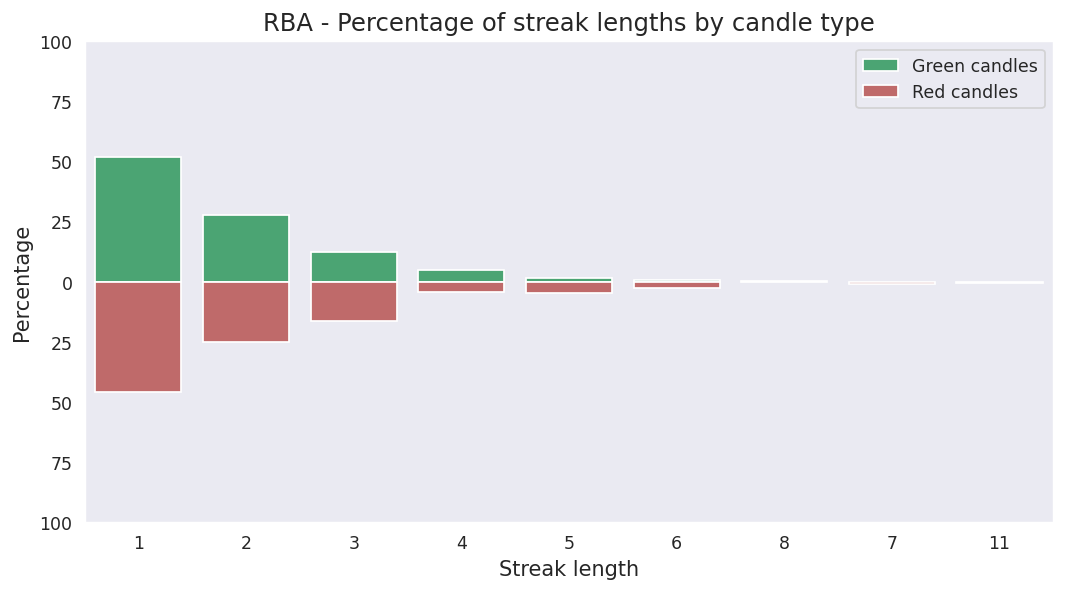 RBA - Percentage of streak lengths by candle type
Green candles
Red candles
Percentage
100
75
50
25
0
25
50
75
100
1 2 3 4 5 6 8 7 11
Streak length